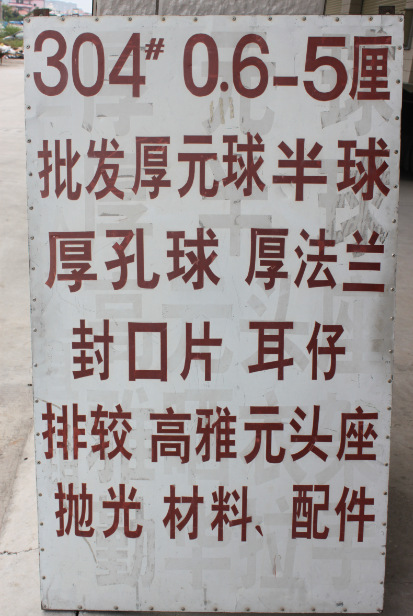 304# 0.6-5厘
批发厚元球半球
厚孔球 厚法兰
封口片 耳仔
排较 高雅元头座
抛光 材料、配件